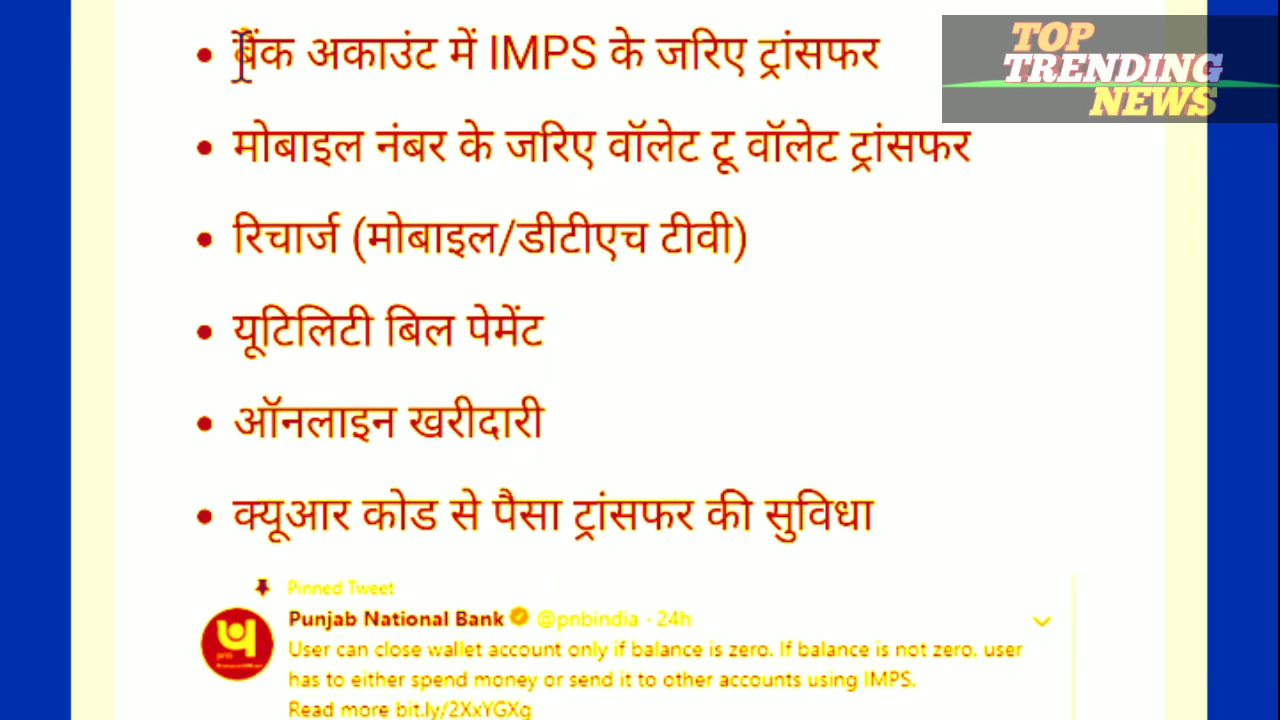 TOP
TRENDING
NEWS
• बैंक अकाउंट में IMPS के जरिए ट्रांसफर
• मोबाइल नंबर के जरिए वॉलेट टू वॉलेट ट्रांसफर
• रिचार्ज (मोबाइल/डीटीएच टीवी)
• यूटिलिटी बिल पेमेंट
• ऑनलाइन खरीदारी
• क्यूआर कोड से पैसा ट्रांसफर की सुविधा
Pinned Tweet
Punjab National Bank @pnbindia · 24h
User can close wallet account only if balance is zero. If balance is not zero, user
has to either spend money or send it to other accounts using IMPS.
Read more bit.ly/2XxYGXg